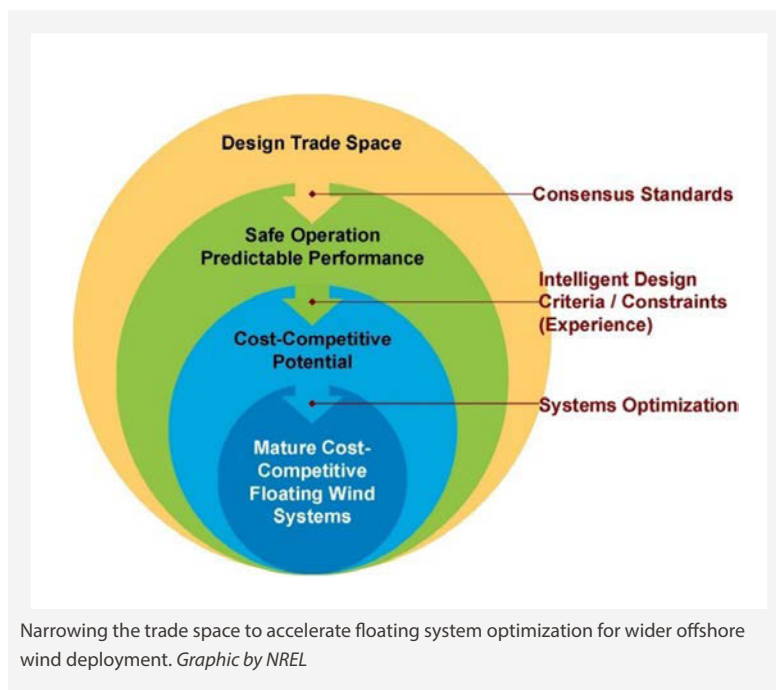 Design Trade Space
Consensus Standards
Safe Operation
Predictable Performance
Intelligent Design
Criteria / Constraints
(Experience)
Cost-Competitive
Potential
Systems Optimization
Mature Cost-
Competitive
Floating Wind
Systems
Narrowing the trade space to accelerate floating system optimization for wider offshore
wind deployment. Graphic by NREL